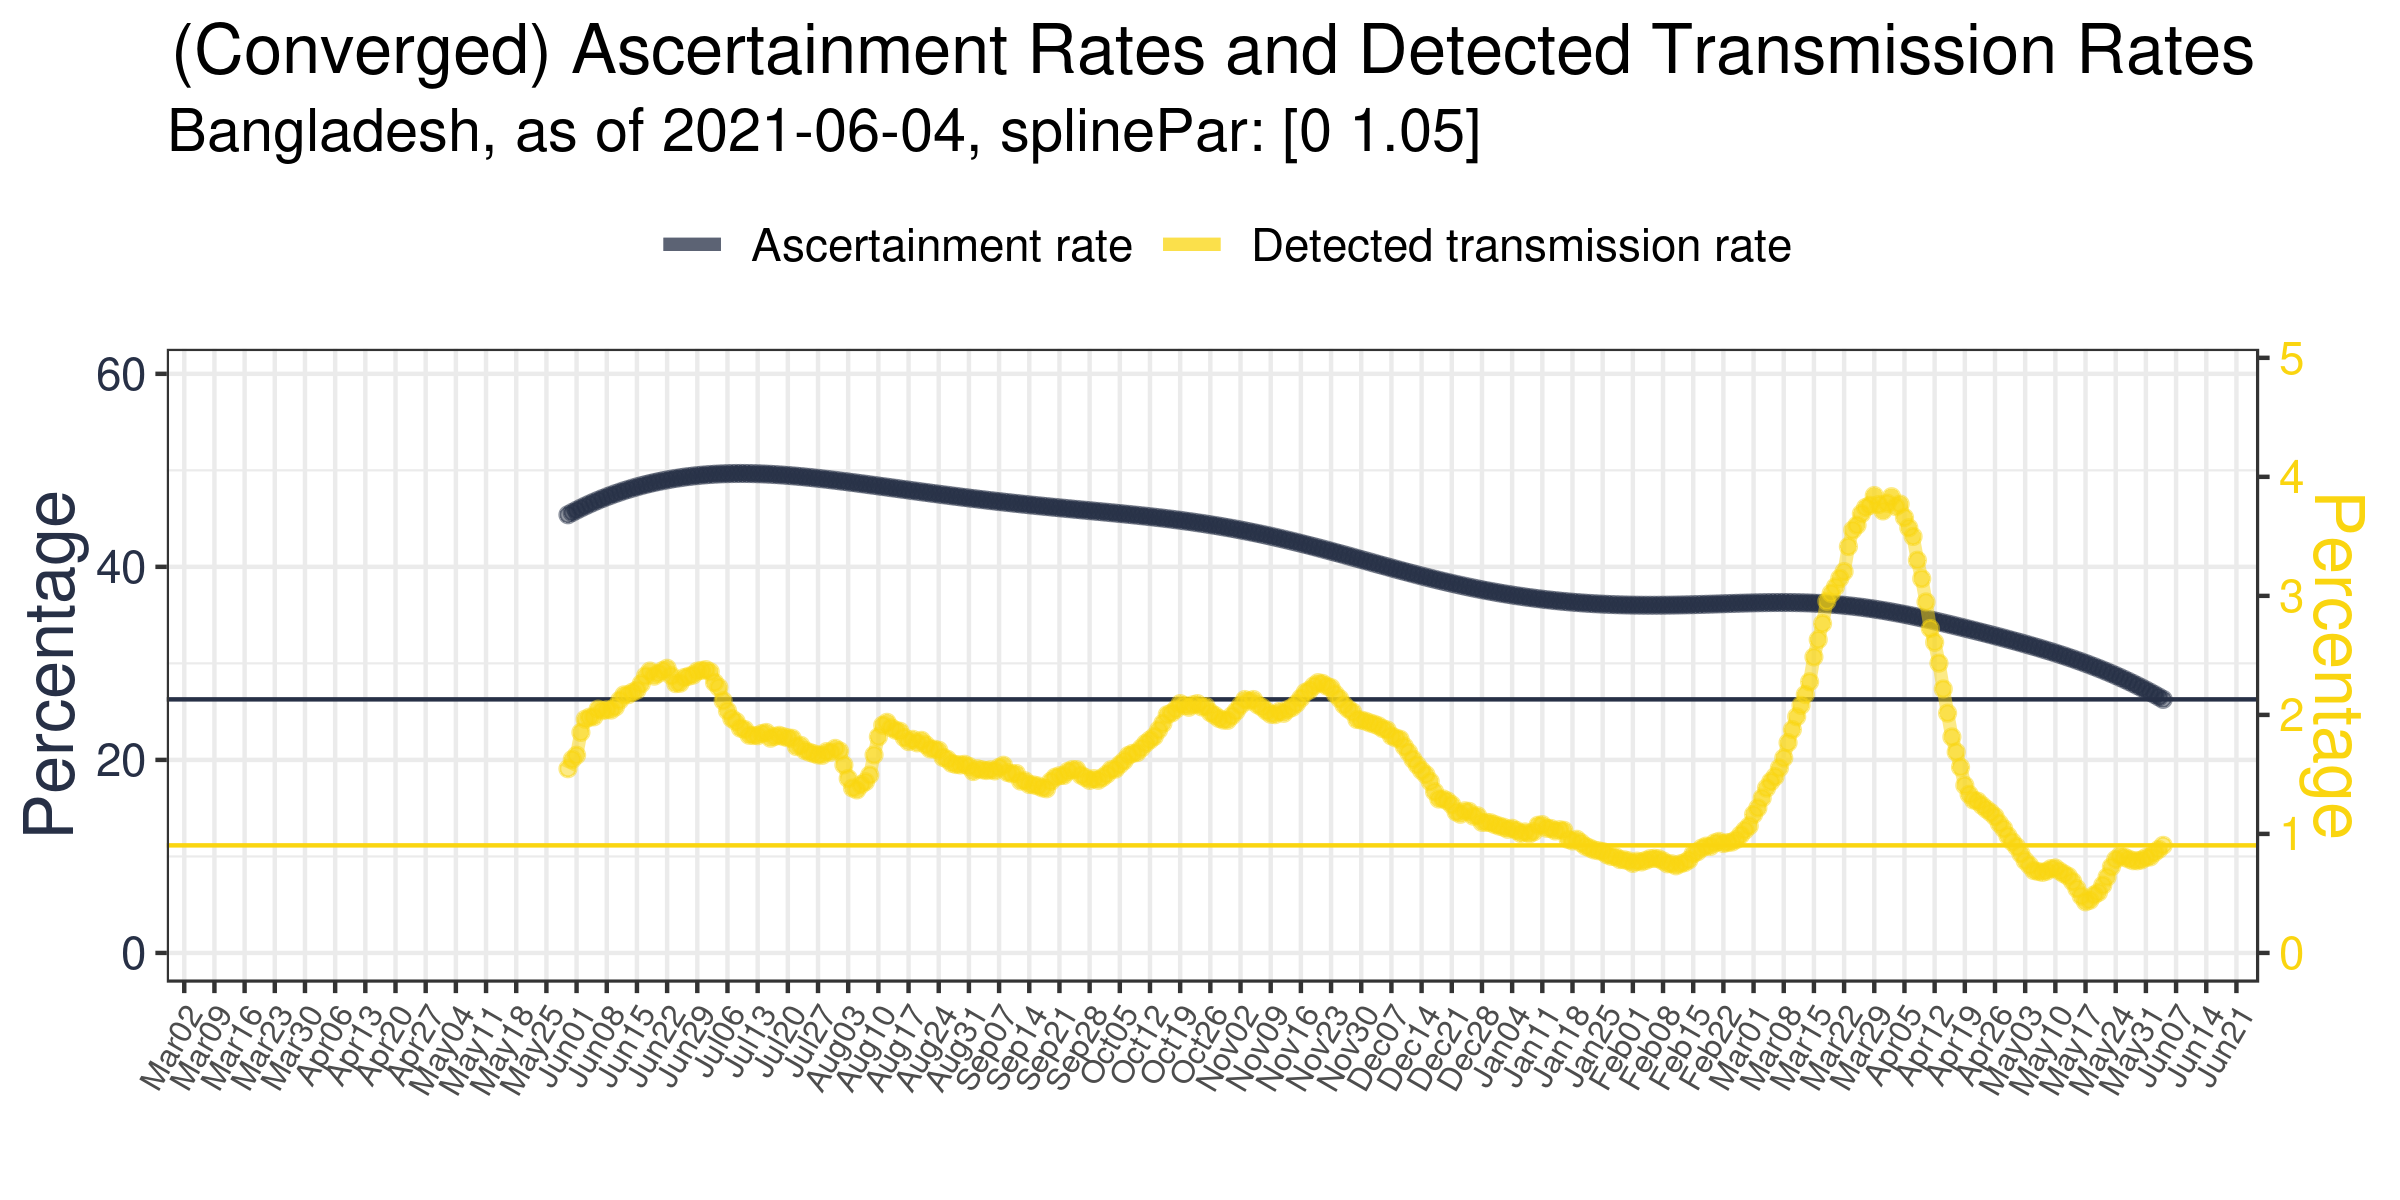 (Converged) Ascertainment Rates and Detected Transmission Rates
Bangladesh, as of 2021-06-04, splinePar: [0 1.05]
Ascertainment rate
Detected transmission rate
Percentage
60
40
20
0
5
4
3
2
1
0
Percentage
Mar02
Mar09
Mar16
Mar23
Mar30
Apr06
Apr13
Apr20
Apr27
May04
May11
May18
May25
Jun01
Jun08
Jun15
Jun22
Jun29
Jul06
Jul13
Jul20
Jul27
Aug03
Aug10
Aug17
Aug24
Aug31
Sep07
Sep14
Sep21
Sep28
Oct05
Oct12
Oct19
Oct26
Nov02
Nov09
Nov16
Nov23
Nov30
Dec07
Dec14
Dec21
Dec28
Jan04
Jan11
Jan18
Jan25
Feb01
Feb08
Feb15
Feb22
Mar01
Mar08
Mar15
Mar22
Mar29
Apr05
Apr12
Apr19
Apr26
May03
May10
May17
May24
May31
Jun07
Jun14
Jun21